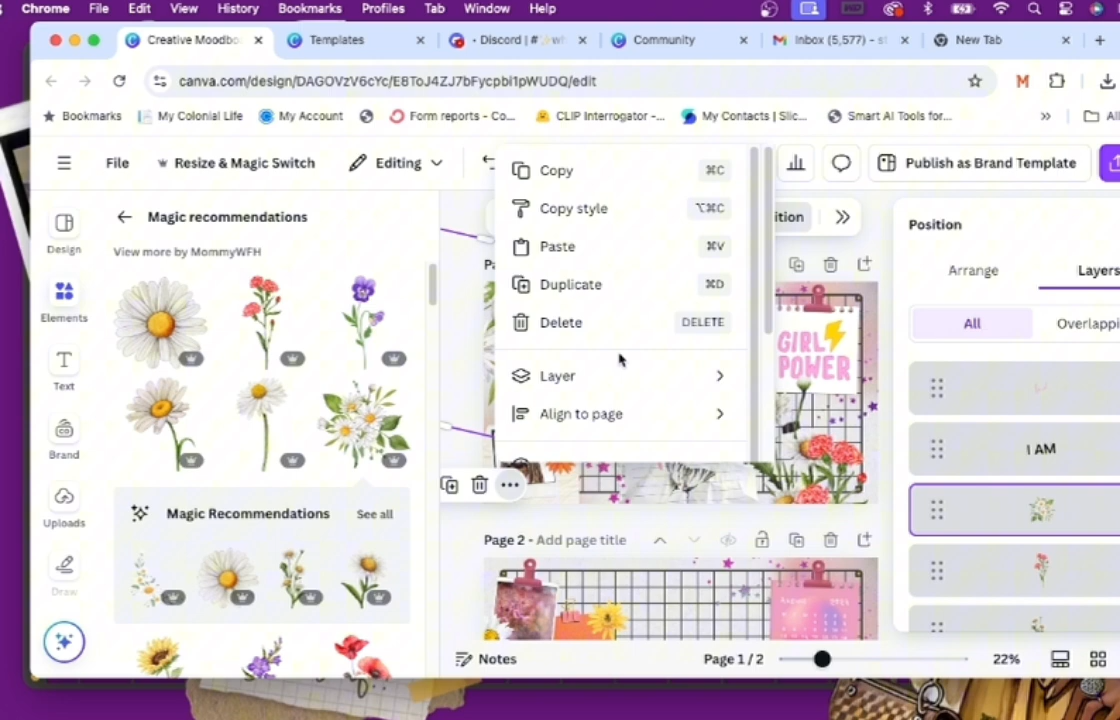 Chrome File Edit View History Bookmarks Profiles Tab Window Help
Creative Moodbo
Templates
Discord | #
Community
Inbox (5,577) - st
New Tab
canva.com/design/DAGOVzV6cYc/E8ToJ4ZJ7bFycpbi1pWUDQ/edit
Bookmarks
My Colonial Life
My Account
Form reports - Co...
CLIP Interrogator -...
My Contacts | Slic...
Smart AI Tools for...
All
File
Resize & Magic Switch
Editing
Publish as Brand Template
Design
Elements
Text
Brand
Uploads
Draw
Magic recommendations
View more by MommyWFH
Magic Recommendations
See all
Copy ⌘C
Copy style ⌥⌘C
Paste ⌘V
Duplicate ⌘D
Delete DELETE
Layer
Align to page
ition
GIRL
POWER
Page 2 - Add page title
Position
Arrange
Layers
All
Overlappi
I AM
Notes
Page 1 / 2
22%